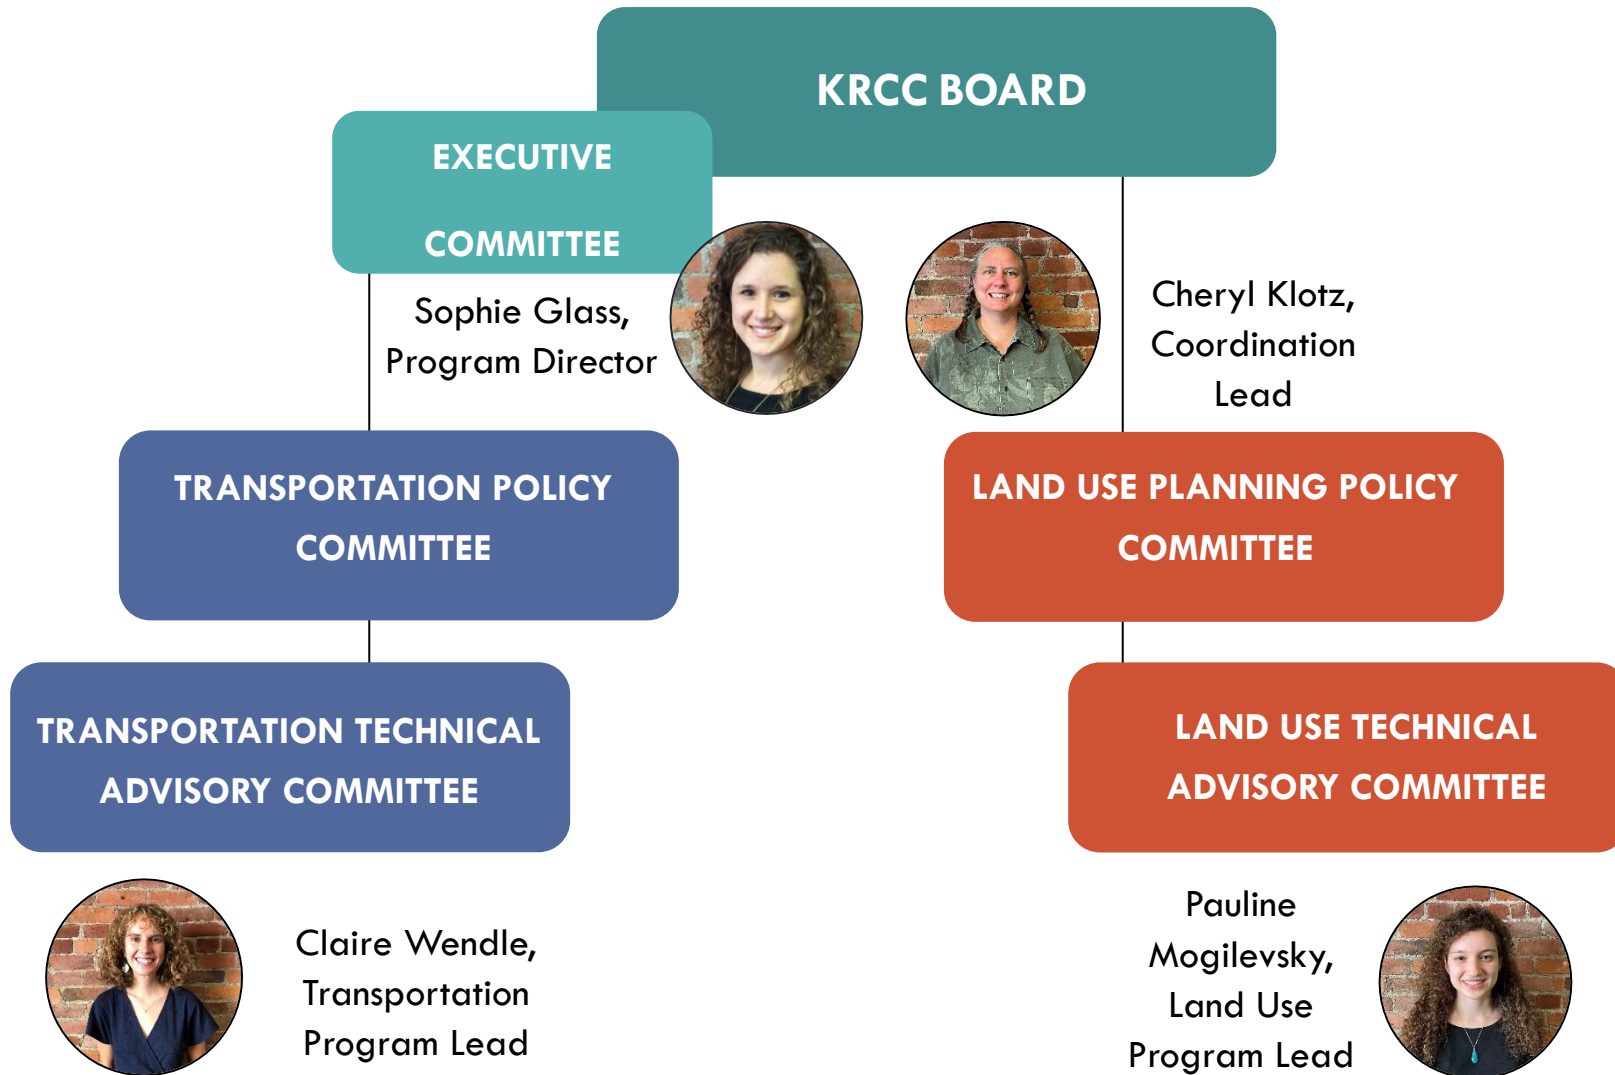 KRCC BOARD
EXECUTIVE
COMMITTEE
Sophie Glass,
Program Director
Cheryl Klotz,
Coordination
Lead
TRANSPORTATION POLICY
COMMITTEE
LAND USE PLANNING POLICY
COMMITTEE
TRANSPORTATION TECHNICAL
ADVISORY COMMITTEE
LAND USE TECHNICAL
ADVISORY COMMITTEE
Claire Wendle,
Transportation
Program Lead
Pauline
Mogilevsky,
Land Use
Program Lead